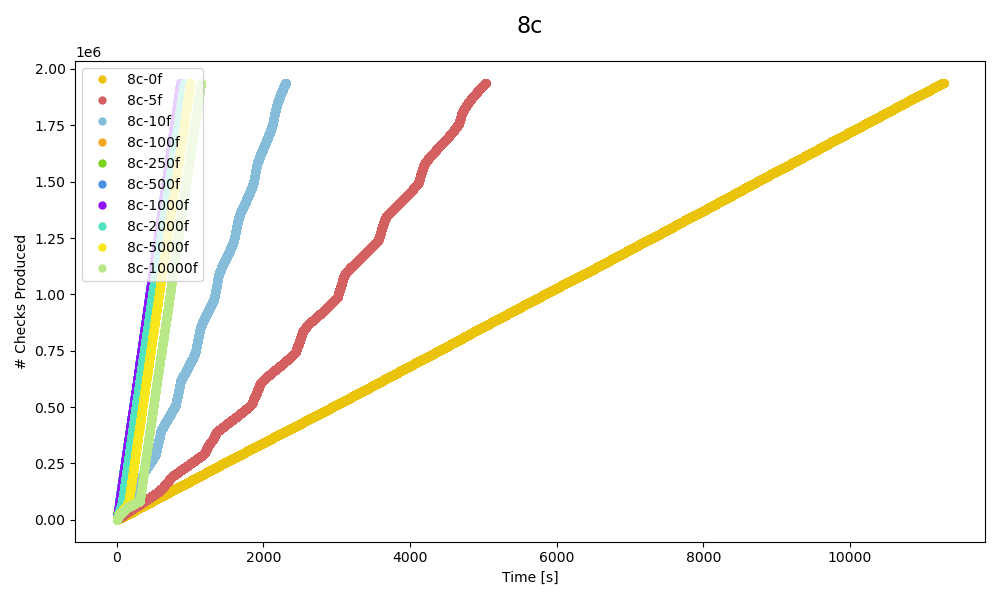 8c
1e6
2.00
1.75
1.50
1.25
1.00
0.75
0.50
0.25
0.00
# Checks Produced
8c-0f
8c-5f
8c-10f
8c-100f
8c-250f
8c-500f
8c-1000f
8c-2000f
8c-5000f
8c-10000f
0 2000 4000 6000 8000 10000
Time [s]